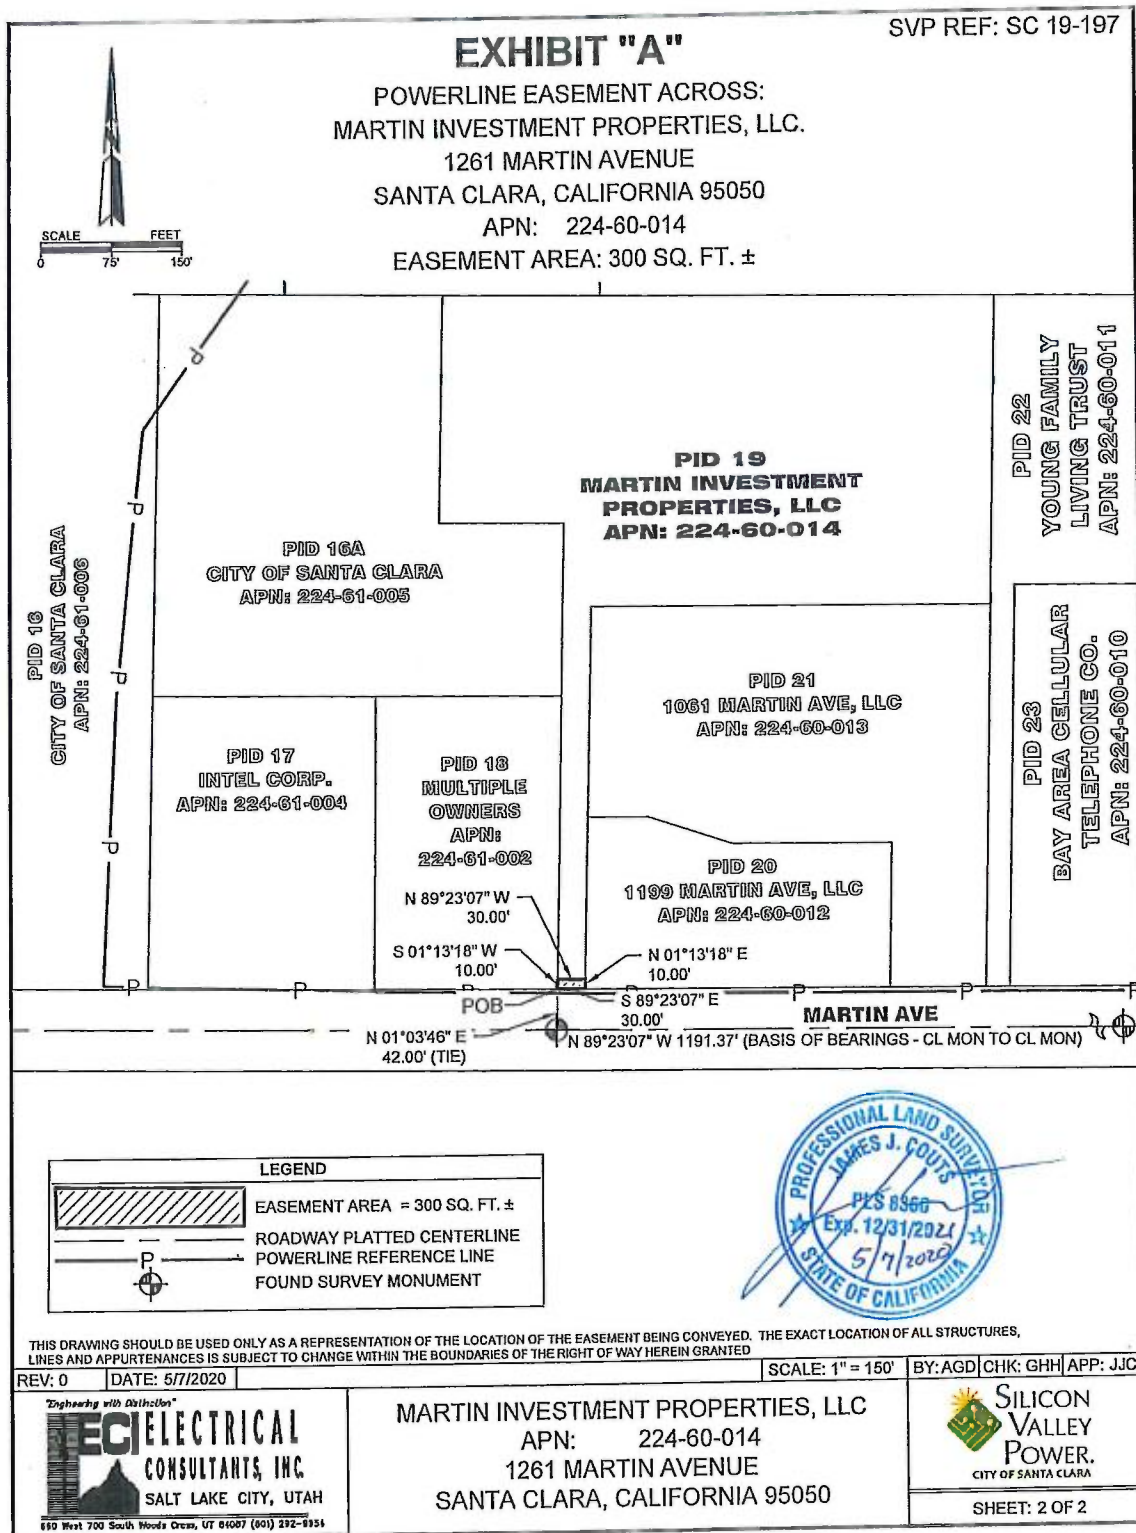 SVP REF: SC 19-197
EXHIBIT "A"
POWERLINE EASEMENT ACROSS:
MARTIN INVESTMENT PROPERTIES, LLC.
1261 MARTIN AVENUE
SANTA CLARA, CALIFORNIA 95050
APN: 224-60-014
EASEMENT AREA: 300 SQ. FT. ±
N
SCALE FEET
0 75' 150'
P
P
P
P
PID 16
CITY OF SANTA CLARA
APN: 224-61-006
PID 16A
CITY OF SANTA CLARA
APN: 224-61-005
PID 19
MARTIN INVESTMENT
PROPERTIES, LLC
APN: 224-60-014
PID 22
YOUNG FAMILY
LIVING TRUST
APN: 224-60-011
PID 17
INTEL CORP.
APN: 224-61-004
PID 18
MULTIPLE
OWNERS
APN:
224-61-002
PID 21
1061 MARTIN AVE, LLC
APN: 224-60-013
PID 20
1199 MARTIN AVE, LLC
APN: 224-60-012
PID 23
BAY AREA CELLULAR
TELEPHONE CO.
APN: 224-60-010
N 89°23'07" W
30.00'
S 01°13'18" W
10.00'
N 01°13'18" E
10.00'
P P P P P P P
POB
S 89°23'07" E
30.00'
MARTIN AVE
N 01°03'46" E
42.00' (TIE)
N 89°23'07" W 1191.37' (BASIS OF BEARINGS - CL MON TO CL MON)
LEGEND
EASEMENT AREA = 300 SQ. FT. ±
ROADWAY PLATTED CENTERLINE
P POWERLINE REFERENCE LINE
FOUND SURVEY MONUMENT
PROFESSIONAL LAND SURVEYOR
JAMES J. COUTS
PLS 8366
Exp. 12/31/2021
5/7/2020
STATE OF CALIFORNIA
THIS DRAWING SHOULD BE USED ONLY AS A REPRESENTATION OF THE LOCATION OF THE EASEMENT BEING CONVEYED. THE EXACT LOCATION OF ALL STRUCTURES,
LINES AND APPURTENANCES IS SUBJECT TO CHANGE WITHIN THE BOUNDARIES OF THE RIGHT OF WAY HEREIN GRANTED
REV: 0 DATE: 5/7/2020 SCALE: 1" = 150' BY: AGD CHK: GHH APP: JJC
"Engineering with Distinction"
ECI ELECTRICAL
CONSULTANTS, INC.
SALT LAKE CITY, UTAH
660 West 700 South Woods Cross, UT 84087 (801) 292-9954
MARTIN INVESTMENT PROPERTIES, LLC
APN: 224-60-014
1261 MARTIN AVENUE
SANTA CLARA, CALIFORNIA 95050
SILICON
VALLEY
POWER.
CITY OF SANTA CLARA
SHEET: 2 OF 2